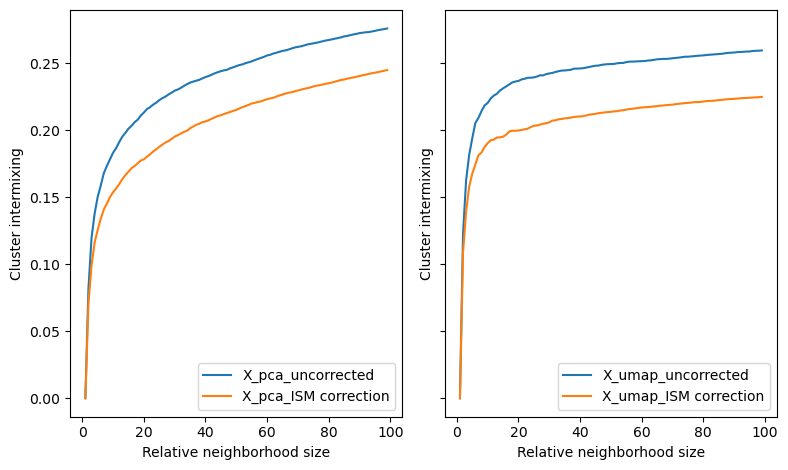 Cluster intermixing
0.25
0.20
0.15
0.10
0.05
0.00
X_pca_uncorrected
X_pca_ISM correction
0 20 40 60 80 100
Relative neighborhood size
Cluster intermixing
X_umap_uncorrected
X_umap_ISM correction
0 20 40 60 80 100
Relative neighborhood size